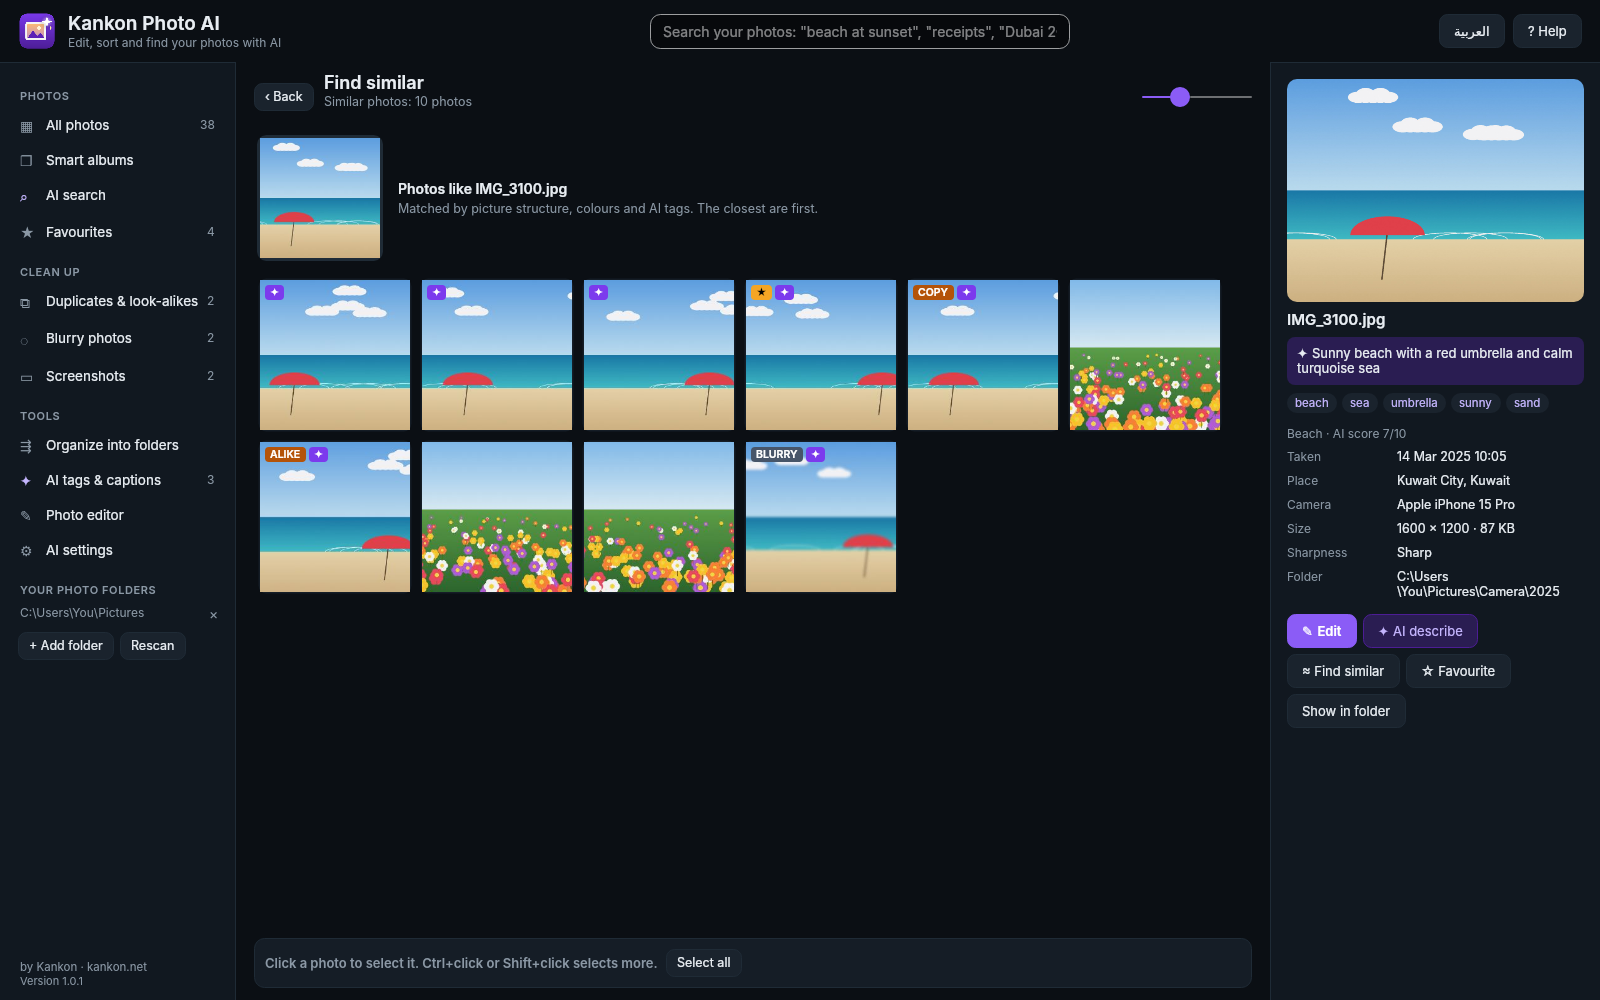 Kankon Photo AI
Edit, sort and find your photos with AI
Search your photos: "beach at sunset", "receipts", "Dubai 2
العربية
? Help
PHOTOS
All photos 38
Smart albums
AI search
Favourites 4
CLEAN UP
Duplicates & look-alikes 2
Blurry photos 2
Screenshots 2
TOOLS
Organize into folders
AI tags & captions 3
Photo editor
AI settings
YOUR PHOTO FOLDERS
C:\Users\You\Pictures ×
+ Add folder Rescan
by Kankon · kankon.net
Version 1.0.1
‹ Back
Find similar
Similar photos: 10 photos
Photos like IMG_3100.jpg
Matched by picture structure, colours and AI tags. The closest are first.
COPY
ALIKE
BLURRY
Click a photo to select it. Ctrl+click or Shift+click selects more. Select all
IMG_3100.jpg
✦ Sunny beach with a red umbrella and calm
turquoise sea
beach sea umbrella sunny sand
Beach · AI score 7/10
Taken 14 Mar 2025 10:05
Place Kuwait City, Kuwait
Camera Apple iPhone 15 Pro
Size 1600 × 1200 · 87 KB
Sharpness Sharp
Folder C:\Users
\You\Pictures\Camera\2025
✎ Edit ✦ AI describe
≈ Find similar ☆ Favourite
Show in folder